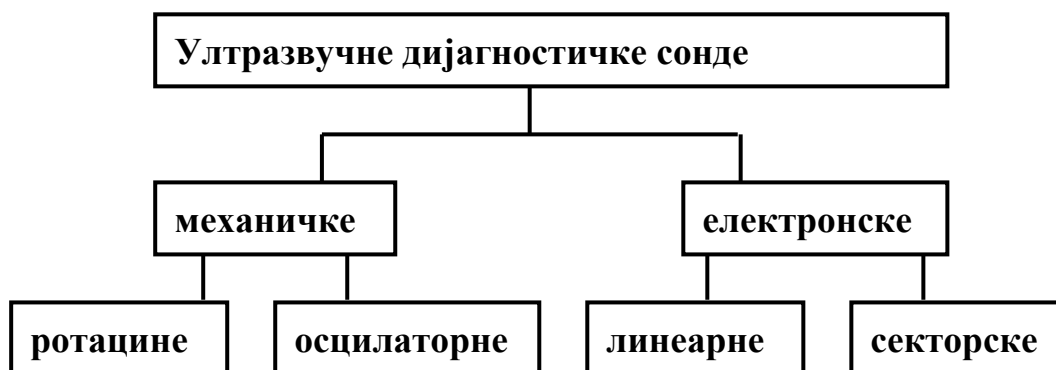 Ултразвучне дијагностичке сонде
механичке
електронске
ротацине
осцилаторне
линеарне
секторске